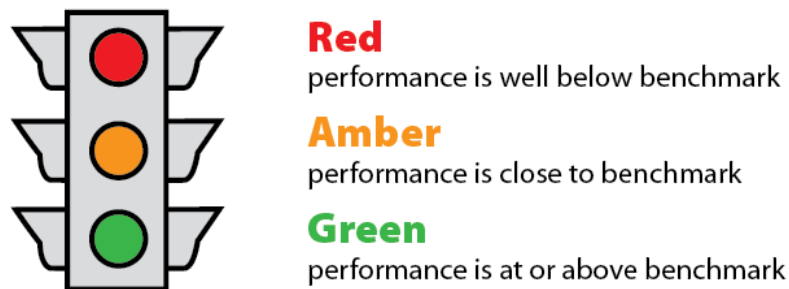 Red
performance is well below benchmark
Amber
performance is close to benchmark
Green
performance is at or above benchmark